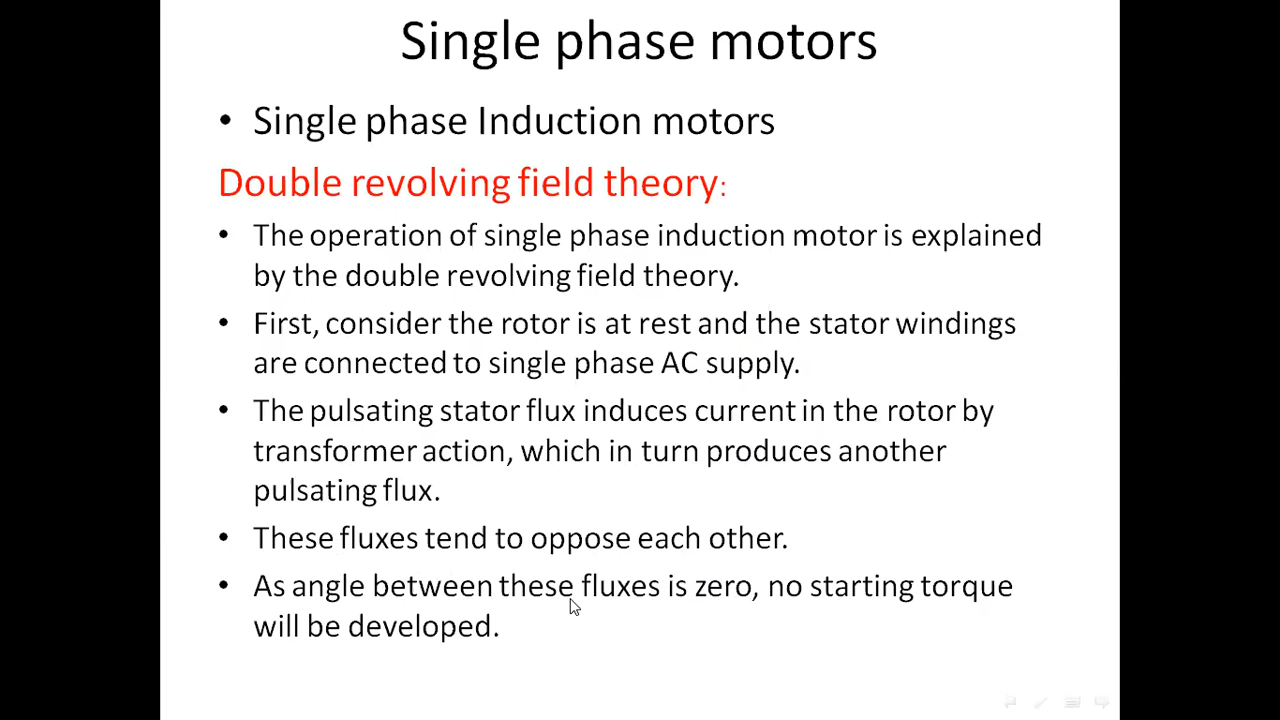 Single phase motors
• Single phase Induction motors
Double revolving field theory:
• The operation of single phase induction motor is explained
by the double revolving field theory.
• First, consider the rotor is at rest and the stator windings
are connected to single phase AC supply.
• The pulsating stator flux induces current in the rotor by
transformer action, which in turn produces another
pulsating flux.
• These fluxes tend to oppose each other.
• As angle between these fluxes is zero, no starting torque
will be developed.